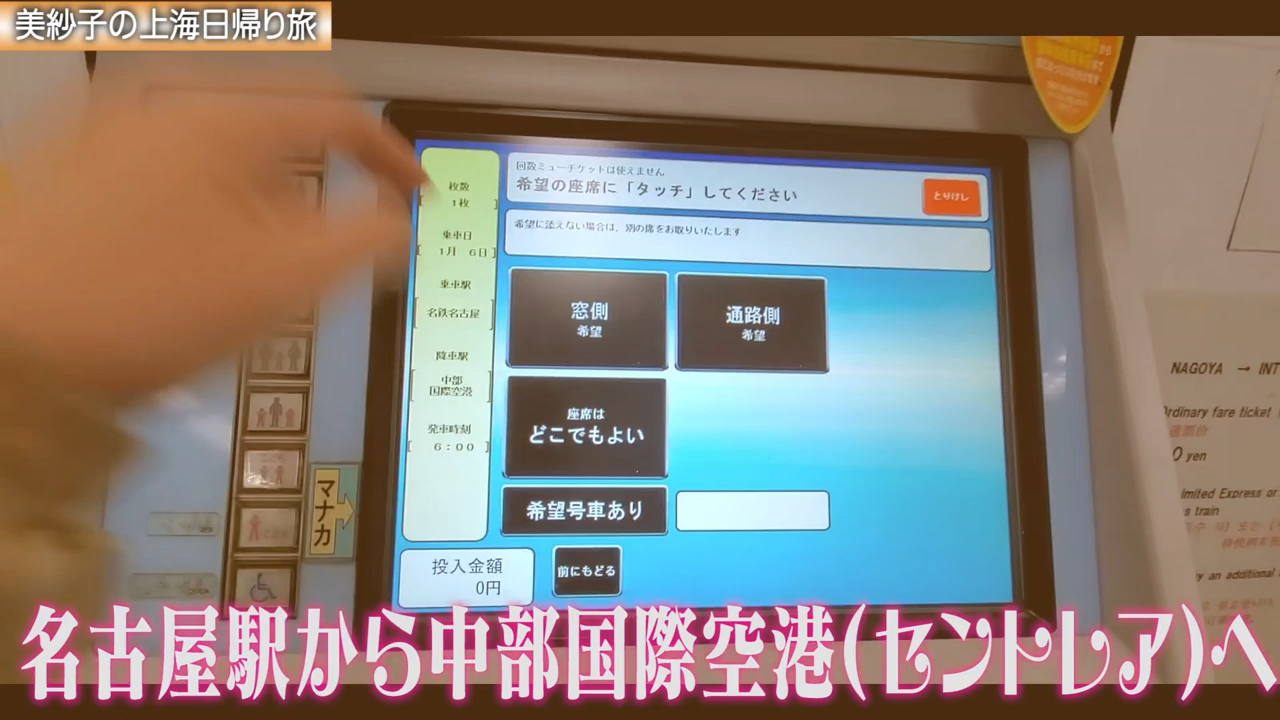 美紗子の上海日帰り旅
回数ミューチケットは使えません
希望の座席に「タッチ」してください
とりけし
希望に添えない場合は、別の席をお取りいたします
枚数
[ 1枚 ]
乗車日
[ 1月 6日 ]
乗車駅
[ 名鉄名古屋 ]
降車駅
[ 中部
国際空港 ]
発車時刻
[ 6:00 ]
窓側
希望
通路側
希望
座席は
どこでもよい
希望号車あり
投入金額
0円
前にもどる
マナカ
NAGOYA → INT
Ordinary fare ticket
0 yen
imited Express or
s train
y an additional
名古屋駅から中部国際空港(セントレア)へ